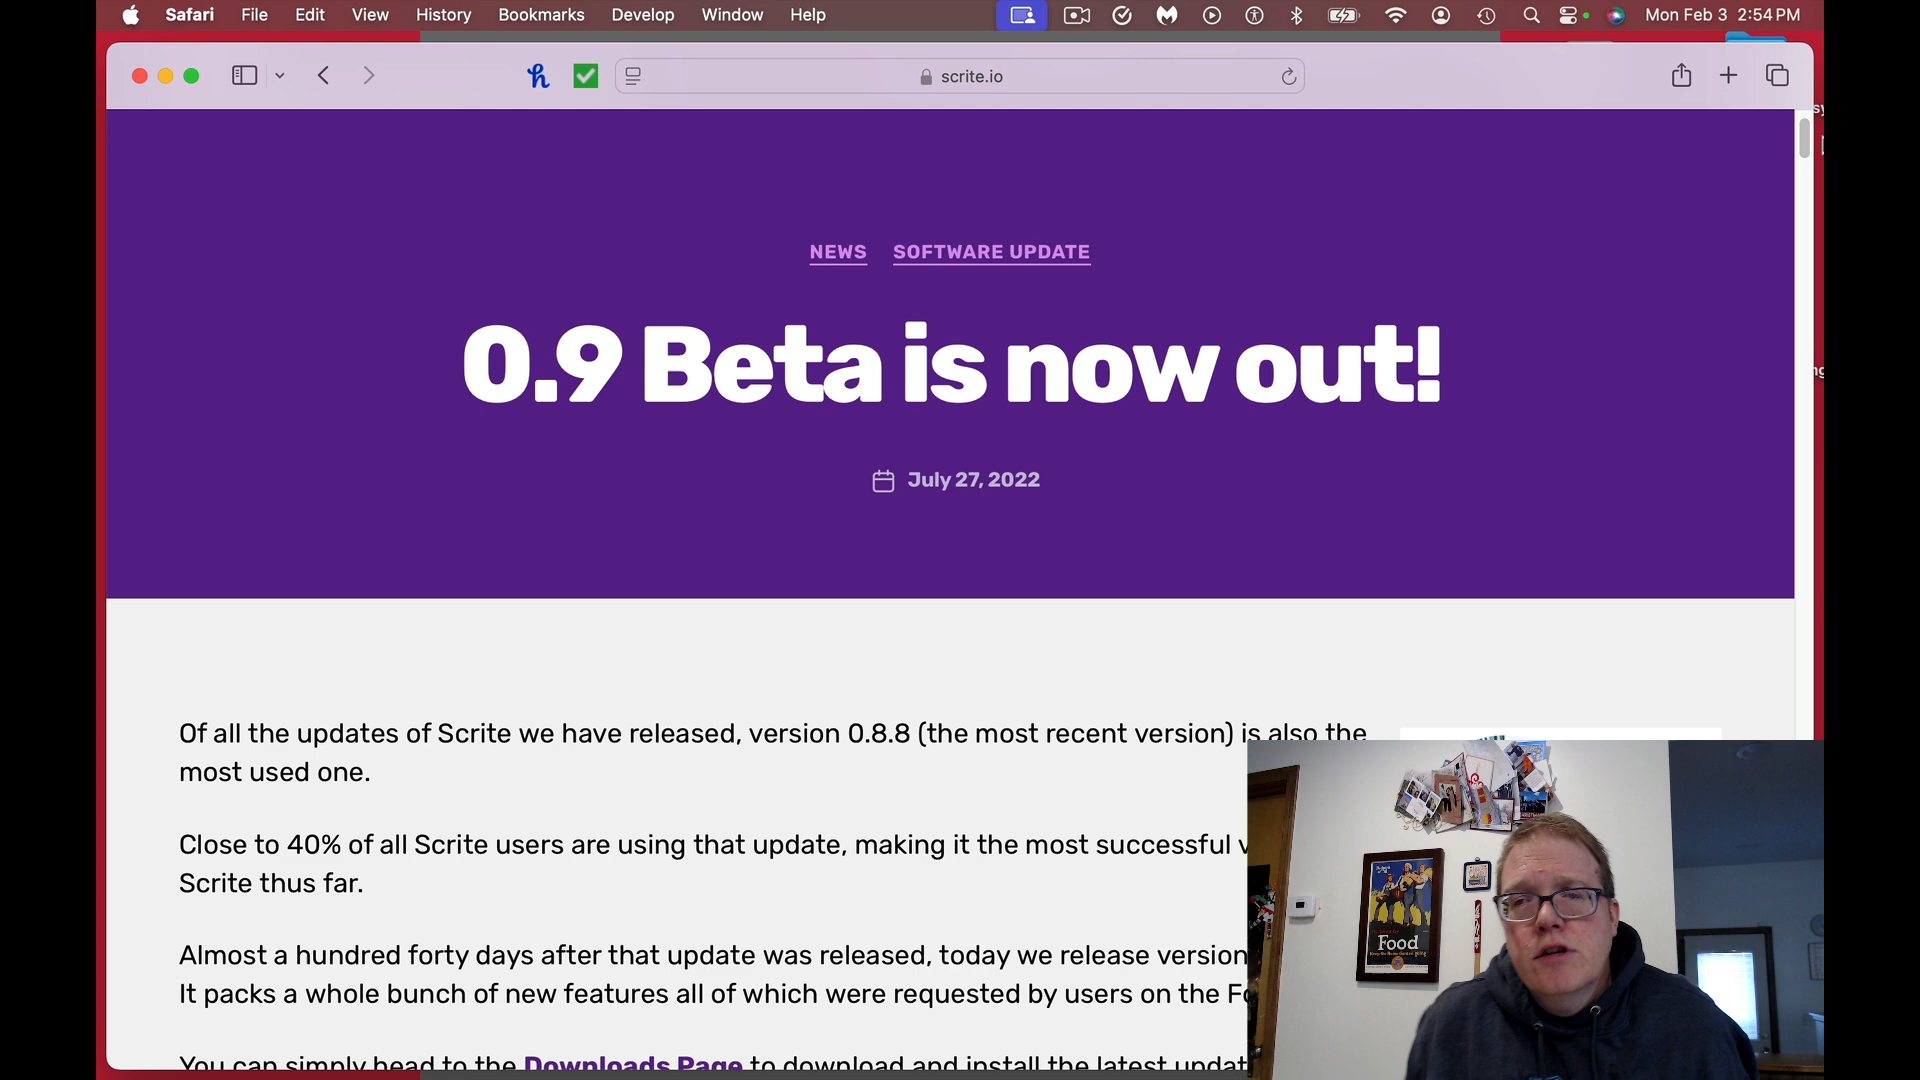 Safari File Edit View History Bookmarks Develop Window Help Mon Feb 3 2:54 PM
scrite.io
NEWS SOFTWARE UPDATE
0.9 Beta is now out!
July 27, 2022
Of all the updates of Scrite we have released, version 0.8.8 (the most recent version) is also the
most used one.
Close to 40% of all Scrite users are using that update, making it the most successful
Scrite thus far.
Almost a hundred forty days after that update was released, today we release version
It packs a whole bunch of new features all of which were requested by users on the
You can simply head to the Downloads Page to download and install the latest
Food